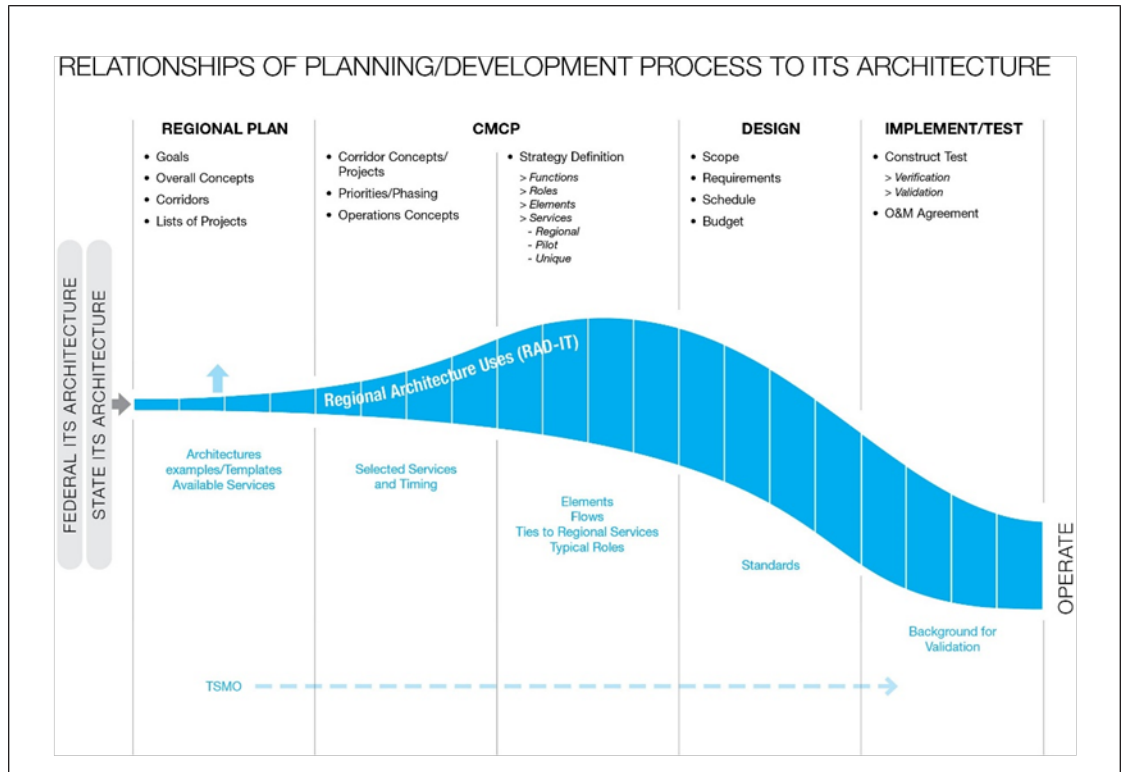 RELATIONSHIPS OF PLANNING/DEVELOPMENT PROCESS TO ITS ARCHITECTURE
REGIONAL PLAN
• Goals
• Overall Concepts
• Corridors
• Lists of Projects
CMCP
• Corridor Concepts/
Projects
• Priorities/Phasing
• Operations Concepts
• Strategy Definition
> Functions
> Roles
> Elements
> Services
- Regional
- Pilot
- Unique
DESIGN
• Scope
• Requirements
• Schedule
• Budget
IMPLEMENT/TEST
• Construct Test
> Verification
> Validation
• O&M Agreement
FEDERAL ITS ARCHITECTURE
STATE ITS ARCHITECTURE
Regional Architecture Uses (RAD-IT)
Architectures
examples/Templates
Available Services
Selected Services
and Timing
Elements
Flows
Ties to Regional Services
Typical Roles
Standards
Background for
Validation
OPERATE
TSMO